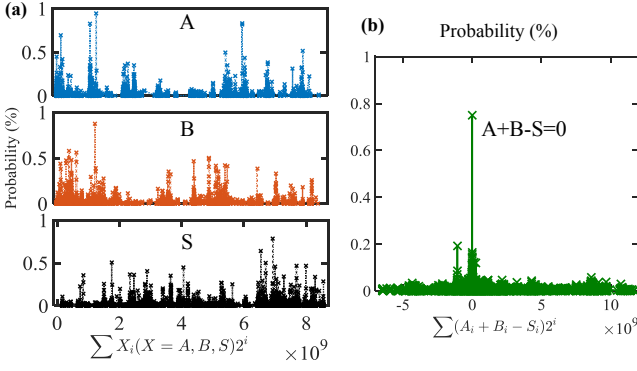 (a)
A
1
0.5
0
B
1
0.5
0
S
1
0.5
0
Probability (%)
0 2 4 6 8
∑ X_i(X = A, B, S)2^i ×10^9
(b) Probability (%)
1
0.8
0.6
0.4
0.2
0
A+B-S=0
-5 0 5 10
∑(A_i + B_i − S_i)2^i ×10^9